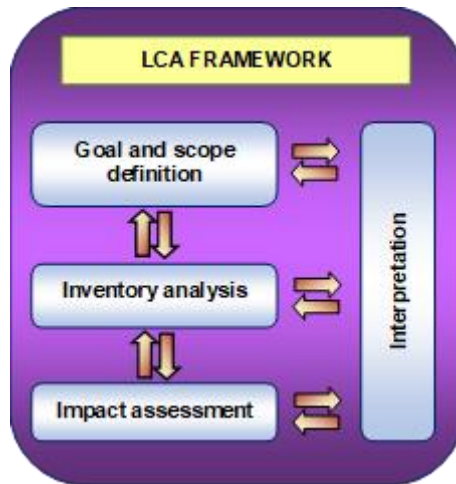 LCA FRAMEWORK
Goal and scope
definition
Inventory analysis
Impact assessment
Interpretation